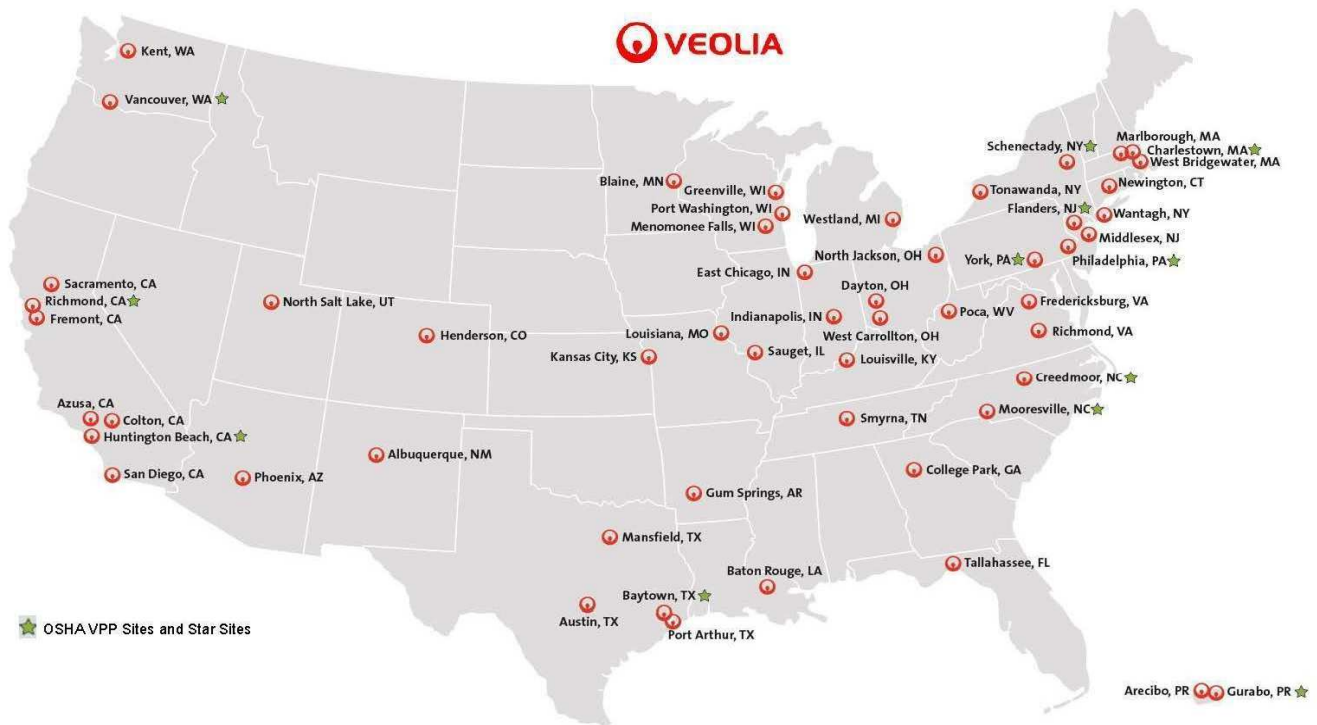 VEOLIA
Kent, WA
Vancouver, WA
Marlborough, MA
Schenectady, NY
Charlestown, MA
West Bridgewater, MA
Blaine, MN
Greenville, WI
Tonawanda, NY
Newington, CT
Port Washington, WI
Westland, MI
Flanders, NJ
Wantagh, NY
Menomonee Falls, WI
Middlesex, NJ
North Jackson, OH
York, PA
Philadelphia, PA
East Chicago, IN
Sacramento, CA
Dayton, OH
Richmond, CA
North Salt Lake, UT
Fredericksburg, VA
Fremont, CA
Indianapolis, IN
Poca, WV
Henderson, CO
Louisiana, MO
West Carrollton, OH
Richmond, VA
Kansas City, KS
Sauget, IL
Louisville, KY
Creedmoor, NC
Azusa, CA
Colton, CA
Smyrna, TN
Mooresville, NC
Huntington Beach, CA
Albuquerque, NM
San Diego, CA
Phoenix, AZ
College Park, GA
Gum Springs, AR
Mansfield, TX
Tallahassee, FL
Baton Rouge, LA
Baytown, TX
Austin, TX
Port Arthur, TX
OSHA VPP Sites and Star Sites
Arecibo, PR
Gurabo, PR